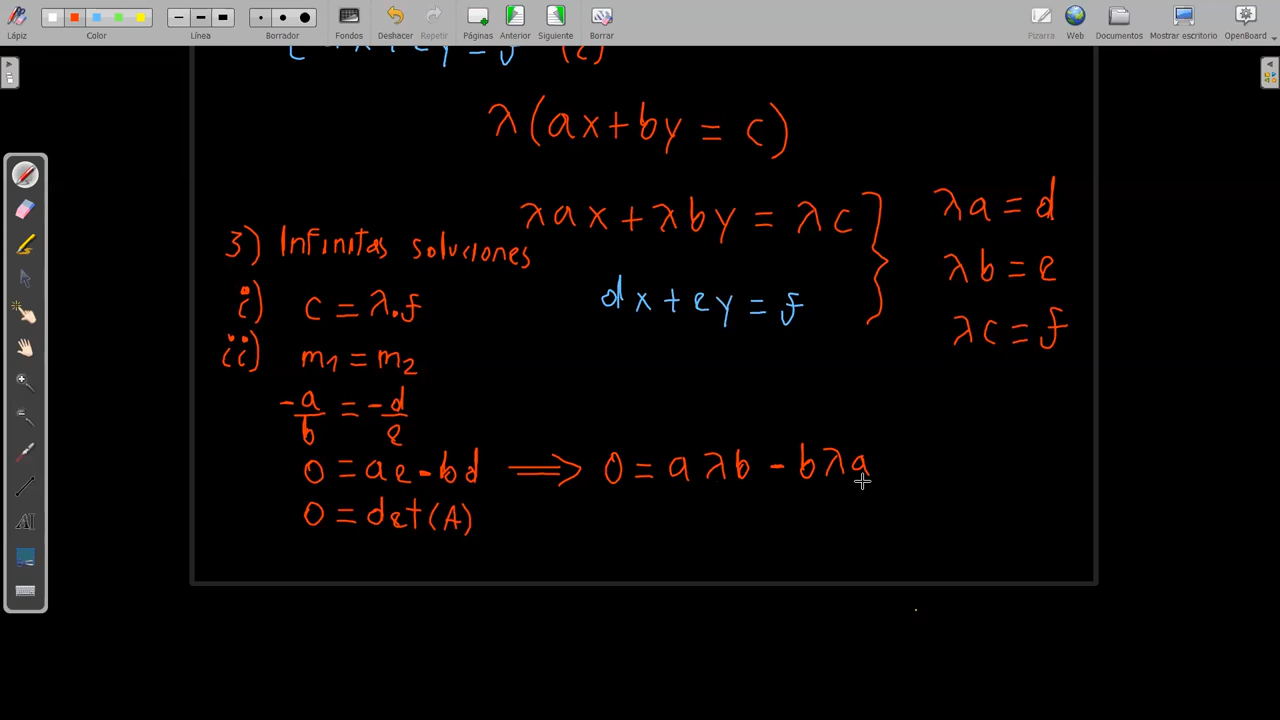 Lápiz Color Línea Borrador Fondos Deshacer Repetir Páginas Anterior Siguiente Borrar Pizarra Web Documentos Mostrar escritorio OpenBoard
λ(ax+by = c)
λax + λby = λc
dx + ey = f
λa = d
λb = e
λc = f
3) Infinitas soluciones
i) c = λ.f
ii) m1 = m2
-a/b = -d/e
0 = ae - bd ⟹ 0 = aλb - bλa
0 = det(A)